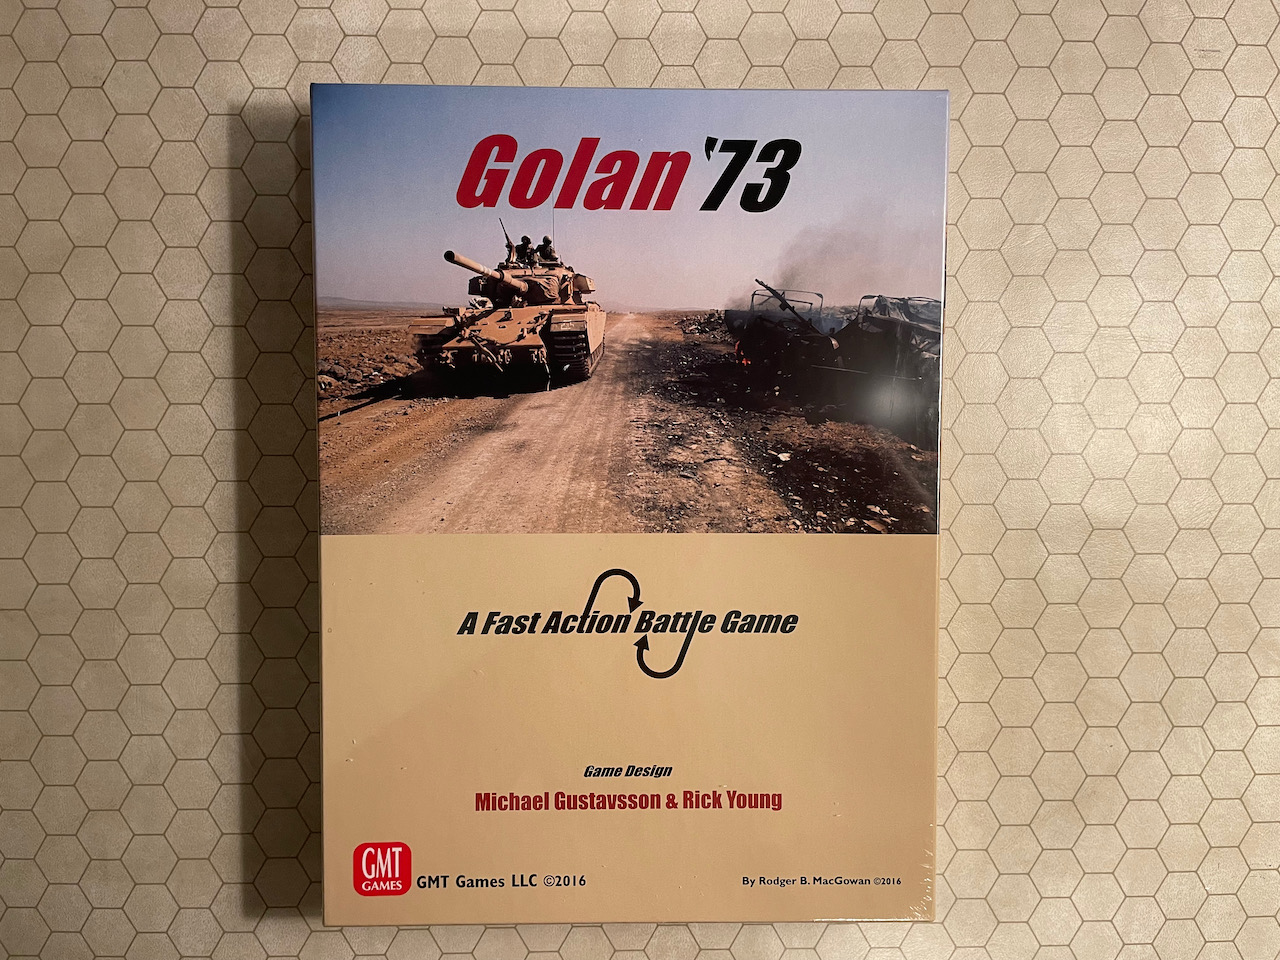 Golan '73
A Fast Action Battle Game
Game Design
Michael Gustavsson & Rick Young
GMT
GAMES
GMT Games LLC ©2016
By Rodger B. MacGowan ©2016